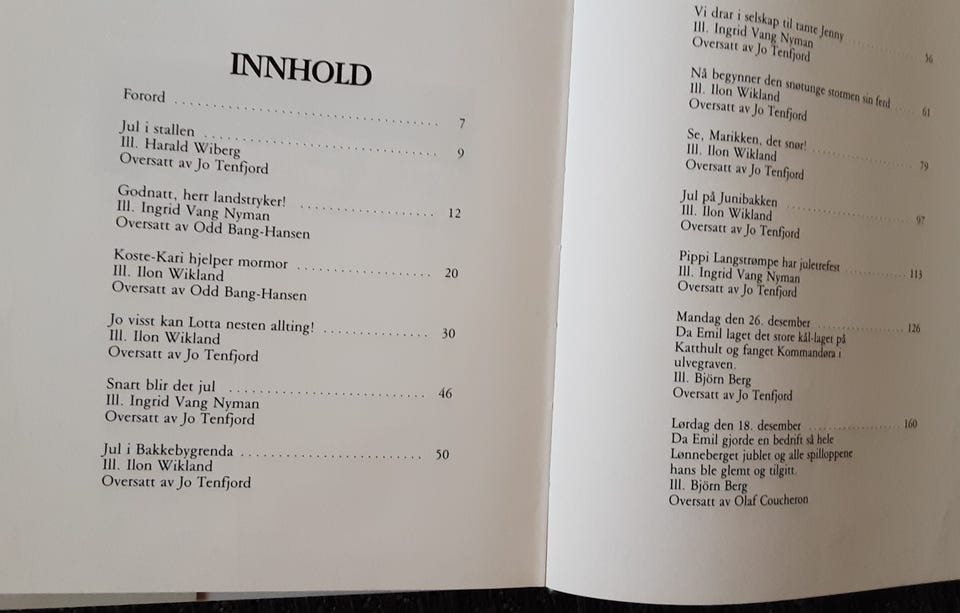 INNHOLD
Forord ........ 7
Jul i stallen ........ 9
Ill. Harald Wiberg
Oversatt av Jo Tenfjord
Godnatt, herr landstryker! ........ 12
Ill. Ingrid Vang Nyman
Oversatt av Odd Bang-Hansen
Koste-Kari hjelper mormor ........ 20
Ill. Ilon Wikland
Oversatt av Odd Bang-Hansen
Jo visst kan Lotta nesten allting! ........ 30
Ill. Ilon Wikland
Oversatt av Jo Tenfjord
Snart blir det jul ........ 46
Ill. Ingrid Vang Nyman
Oversatt av Jo Tenfjord
Jul i Bakkebygrenda ........ 50
Ill. Ilon Wikland
Oversatt av Jo Tenfjord
Vi drar i selskap til tante Jenny ........ 56
Ill. Ingrid Vang Nyman
Oversatt av Jo Tenfjord
Nå begynner den snøtunge stormen sin ferd ........ 61
Ill. Ilon Wikland
Oversatt av Jo Tenfjord
Se, Marikken, det snør! ........ 79
Ill. Ilon Wikland
Oversatt av Jo Tenfjord
Jul på Junibakken ........ 97
Ill. Ilon Wikland
Oversatt av Jo Tenfjord
Pippi Langstrømpe har juletrefest ........ 113
Ill. Ingrid Vang Nyman
Oversatt av Jo Tenfjord
Mandag den 26. desember ........ 126
Da Emil laget det store kål-laget på
Katthult og fanget Kommandøra i
ulvegraven.
Ill. Björn Berg
Oversatt av Jo Tenfjord
Lørdag den 18. desember ........ 160
Da Emil gjorde en bedrift så hele
Lønneberget jublet og alle spilloppene
hans ble glemt og tilgitt.
Ill. Björn Berg
Oversatt av Olaf Coucheron